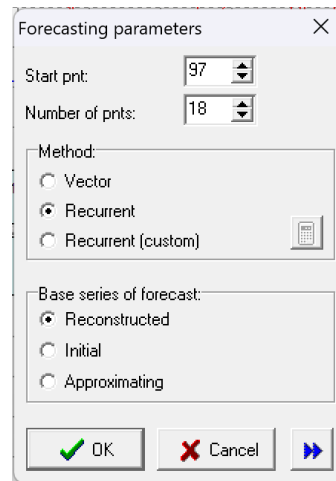 Forecasting parameters
Start pnt: 97
Number of pnts: 18
Method:
Vector
Recurrent
Recurrent (custom)
Base series of forecast:
Reconstructed
Initial
Approximating
OK Cancel